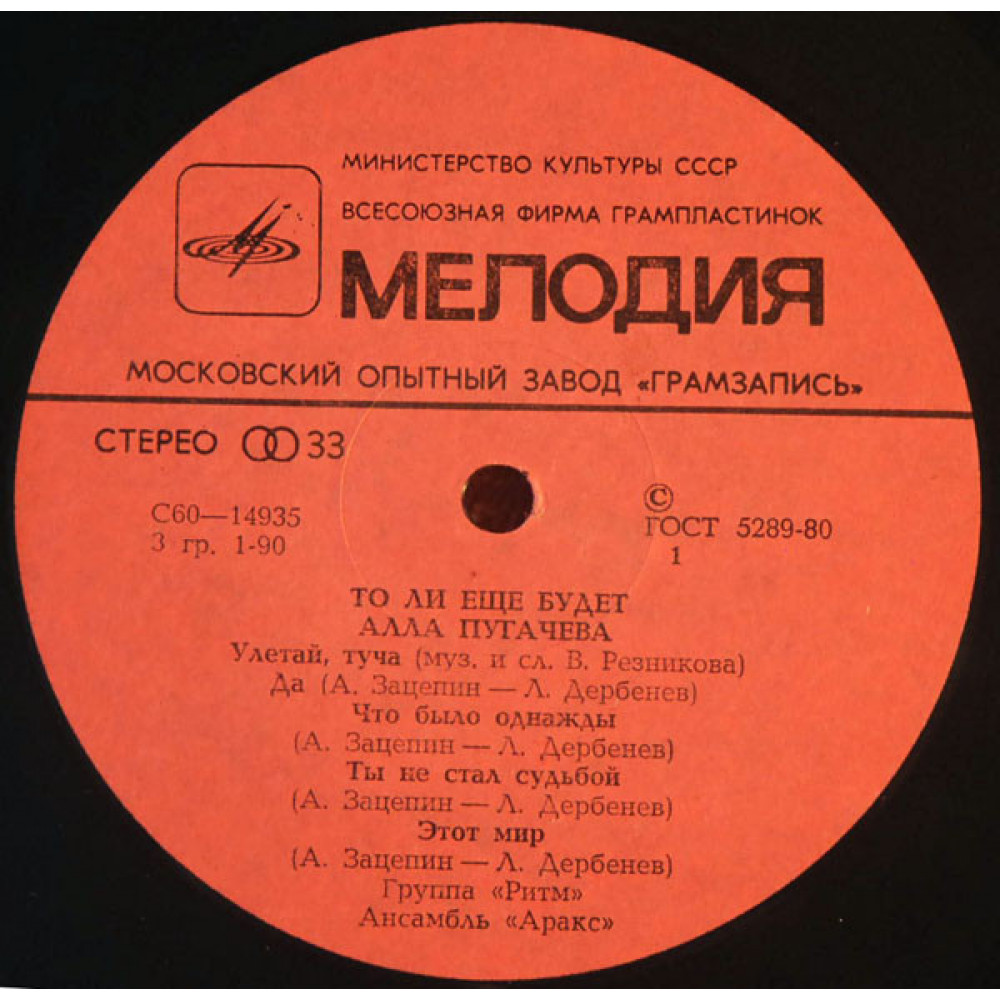 МИНИСТЕРСТВО КУЛЬТУРЫ СССР
ВСЕСОЮЗНАЯ ФИРМА ГРАМПЛАСТИНОК
МЕЛОДИЯ
МОСКОВСКИЙ ОПЫТНЫЙ ЗАВОД «ГРАМЗАПИСЬ»
СТЕРЕО 33
С60—14935
3 гр. 1-90
©
ГОСТ 5289-80
1
ТО ЛИ ЕЩЕ БУДЕТ
АЛЛА ПУГАЧЕВА
Улетай, туча (муз. и сл. В. Резникова)
Да (А. Зацепин — Л. Дербенев)
Что было однажды
(А. Зацепин — Л. Дербенев)
Ты не стал судьбой
(А. Зацепин — Л. Дербенев)
Этот мир
(А. Зацепин — Л. Дербенев)
Группа «Ритм»
Ансамбль «Аракс»